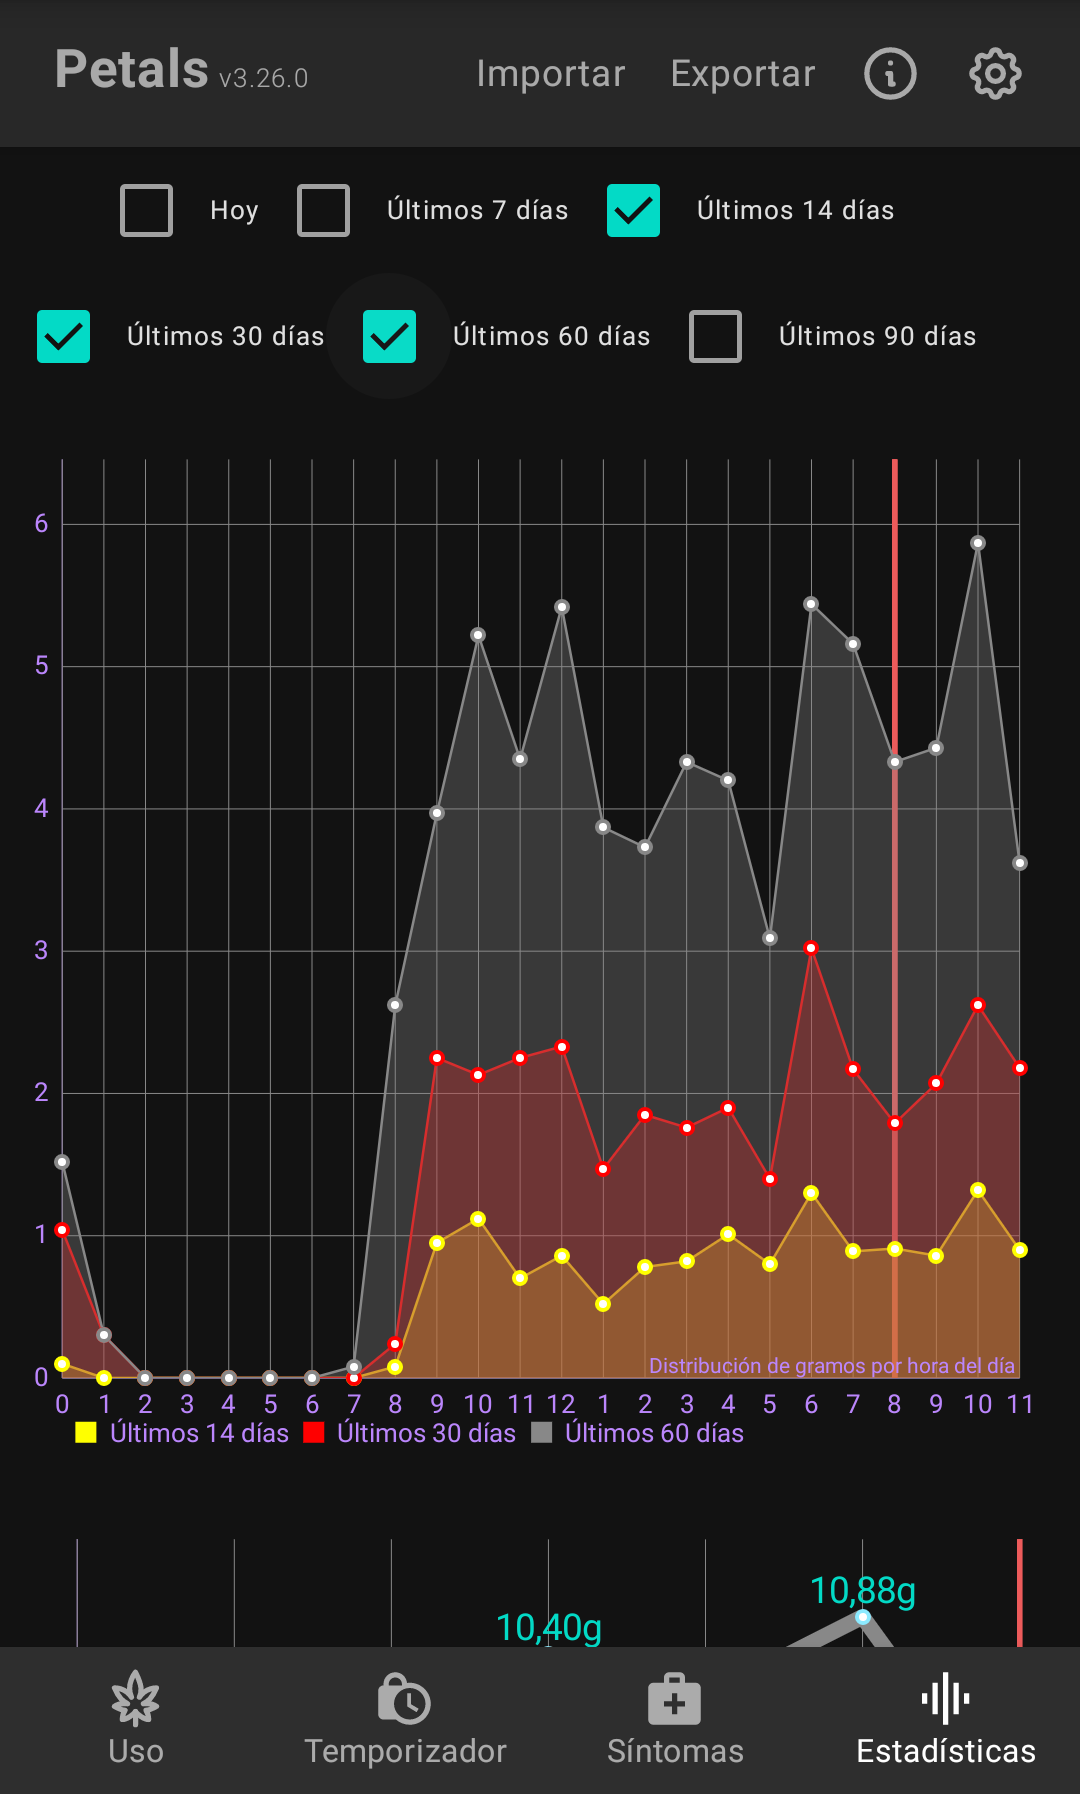 Petals v3.26.0 Importar Exportar
Hoy Últimos 7 días Últimos 14 días
Últimos 30 días Últimos 60 días Últimos 90 días
6
5
4
3
2
1
0
Distribución de gramos por hora del día
0 1 2 3 4 5 6 7 8 9 10 11 12 1 2 3 4 5 6 7 8 9 10 11
Últimos 14 días Últimos 30 días Últimos 60 días
10,88g
10,40g
Uso Temporizador Síntomas Estadísticas